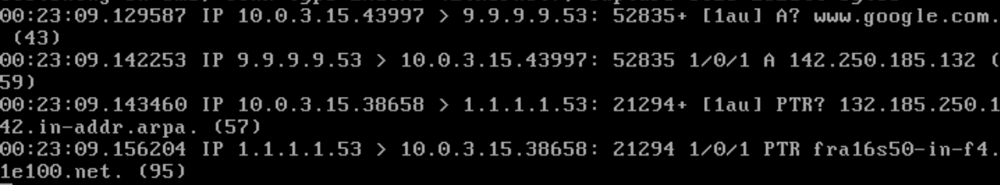 00:23:09.129587 IP 10.0.3.15.43997 > 9.9.9.9.53: 52835+ [1au] A? www.google.com.
 (43)
00:23:09.142253 IP 9.9.9.9.53 > 10.0.3.15.43997: 52835 1/0/1 A 142.250.185.132 (
59)
00:23:09.143460 IP 10.0.3.15.38658 > 1.1.1.1.53: 21294+ [1au] PTR? 132.185.250.1
42.in-addr.arpa. (57)
00:23:09.156204 IP 1.1.1.1.53 > 10.0.3.15.38658: 21294 1/0/1 PTR fra16s50-in-f4.
1e100.net. (95)